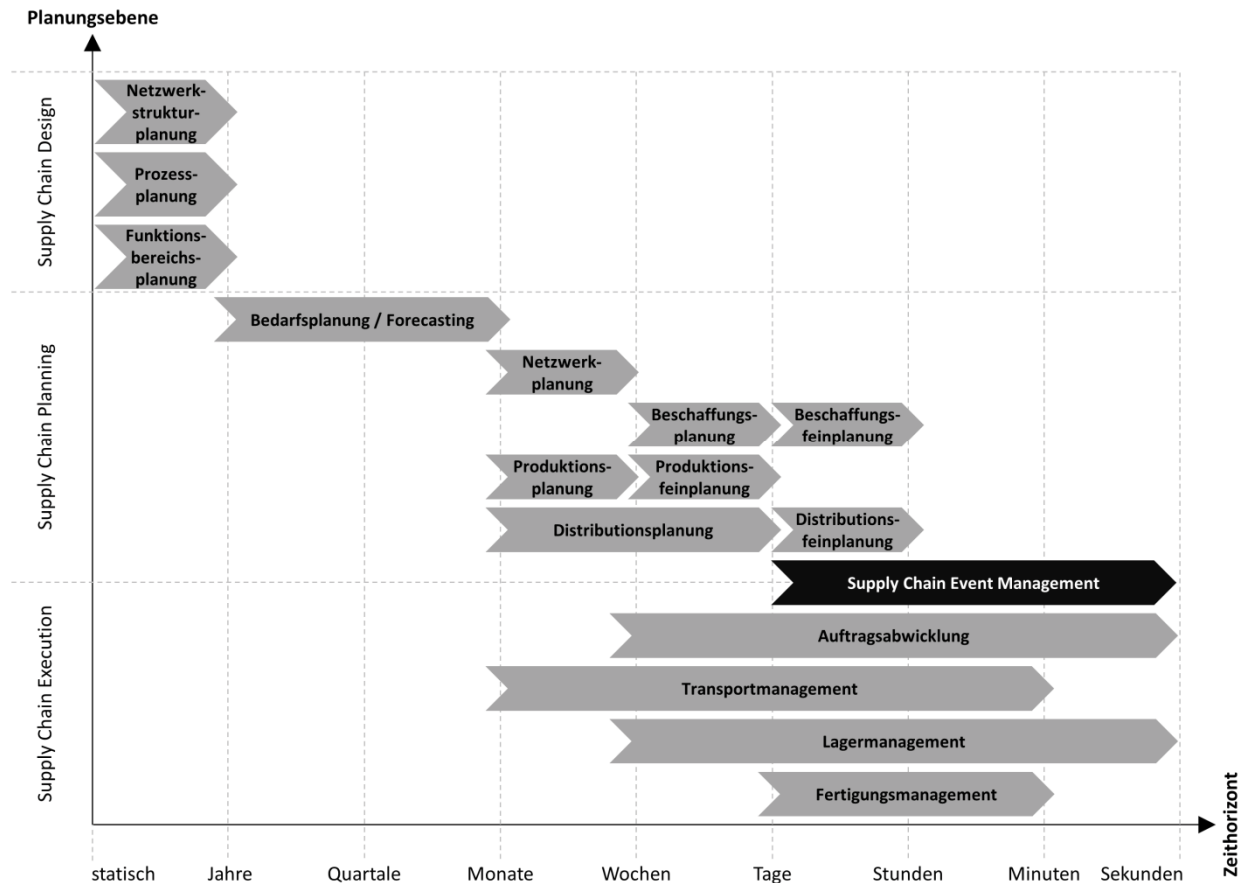 Planungsebene
Supply Chain Design
Netzwerk-
struktur-
planung
Prozess-
planung
Funktions-
bereichs-
planung
Supply Chain Planning
Bedarfsplanung / Forecasting
Netzwerk-
planung
Beschaffungs-
planung
Beschaffungs-
feinplanung
Produktions-
planung
Produktions-
feinplanung
Distributionsplanung
Distributions-
feinplanung
Supply Chain Event Management
Supply Chain Execution
Auftragsabwicklung
Transportmanagement
Lagermanagement
Fertigungsmanagement
Zeithorizont
statisch
Jahre
Quartale
Monate
Wochen
Tage
Stunden
Minuten
Sekunden